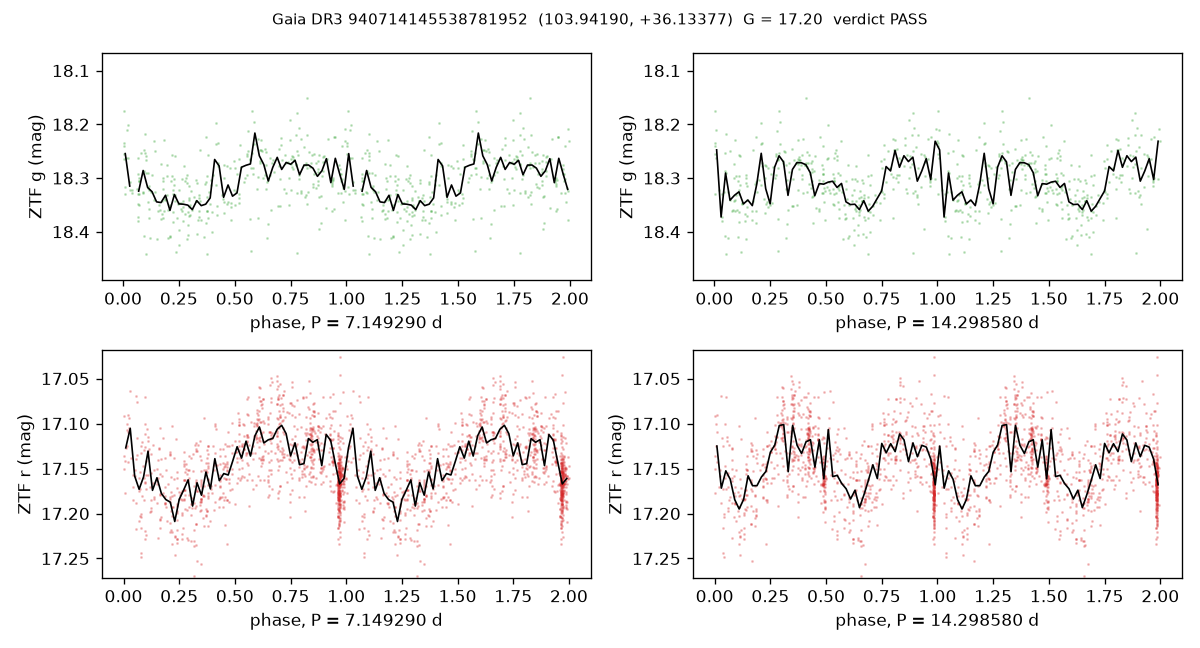 Gaia DR3 940714145538781952 (103.94190, +36.13377) G = 17.20 verdict PASS
ZTF g (mag)
18.1
18.2
18.3
18.4
0.00 0.25 0.50 0.75 1.00 1.25 1.50 1.75 2.00
phase, P = 7.149290 d
ZTF g (mag)
18.1
18.2
18.3
18.4
0.00 0.25 0.50 0.75 1.00 1.25 1.50 1.75 2.00
phase, P = 14.298580 d
ZTF r (mag)
17.05
17.10
17.15
17.20
17.25
0.00 0.25 0.50 0.75 1.00 1.25 1.50 1.75 2.00
phase, P = 7.149290 d
ZTF r (mag)
17.05
17.10
17.15
17.20
17.25
0.00 0.25 0.50 0.75 1.00 1.25 1.50 1.75 2.00
phase, P = 14.298580 d